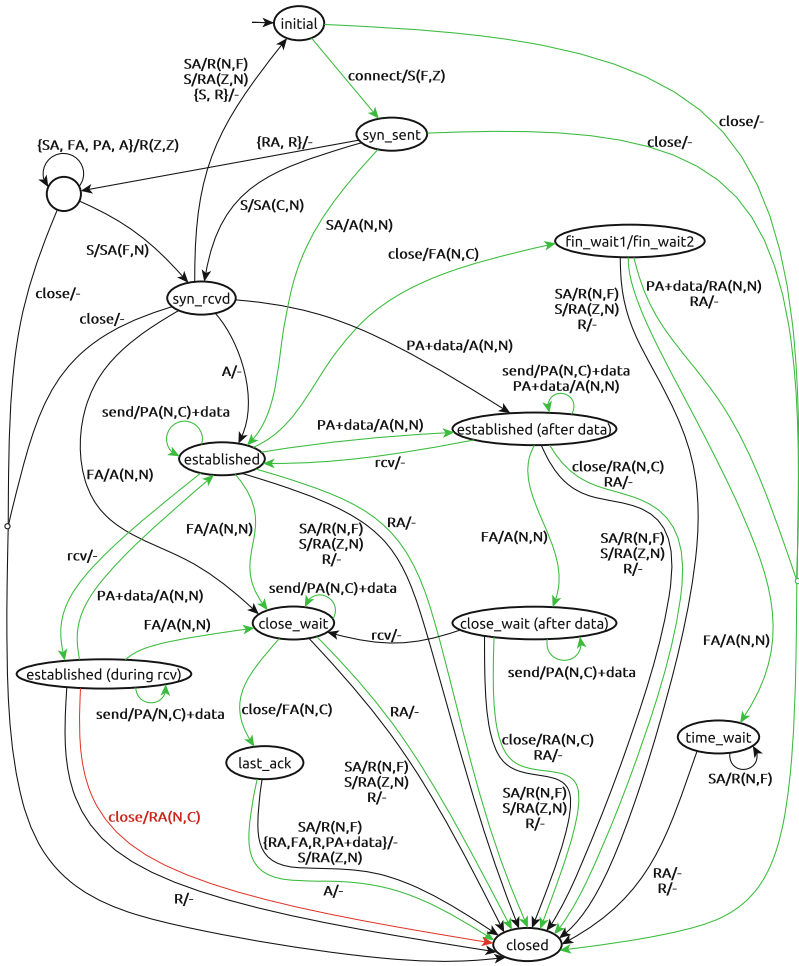 initial
SA/R(N,F)
S/RA(Z,N)
{S, R}/-
connect/S(F,Z)
close/-
syn_sent
{SA, FA, PA, A}/R(Z,Z)
{RA, R}/-
close/-
S/SA(C,N)
SA/A(N,N)
S/SA(F,N)
close/FA(N,C)
fin_wait1/fin_wait2
close/-
close/-
syn_rcvd
SA/R(N,F)
S/RA(Z,N)
R/-
PA+data/RA(N,N)
RA/-
PA+data/A(N,N)
A/-
send/PA(N,C)+data
PA+data/A(N,N)
send/PA(N,C)+data
PA+data/A(N,N)
established (after data)
established
rcv/-
FA/A(N,N)
close/RA(N,C)
RA/-
FA/A(N,N)
SA/R(N,F)
S/RA(Z,N)
R/-
RA/-
FA/A(N,N)
SA/R(N,F)
S/RA(Z,N)
R/-
rcv/-
PA+data/A(N,N)
send/PA(N,C)+data
FA/A(N,N)
close_wait
rcv/-
close_wait (after data)
FA/A(N,N)
established (during rcv)
send/PA(N,C)+data
send/PA/N,C)+data
close/FA(N,C)
RA/-
close/RA(N,C)
RA/-
time_wait
last_ack
SA/R(N,F)
S/RA(Z,N)
R/-
SA/R(N,F)
SA/R(N,F)
S/RA(Z,N)
R/-
close/RA(N,C)
SA/R(N,F)
{RA,FA,R,PA+data}/-
S/RA(Z,N)
RA/-
R/-
R/-
A/-
closed